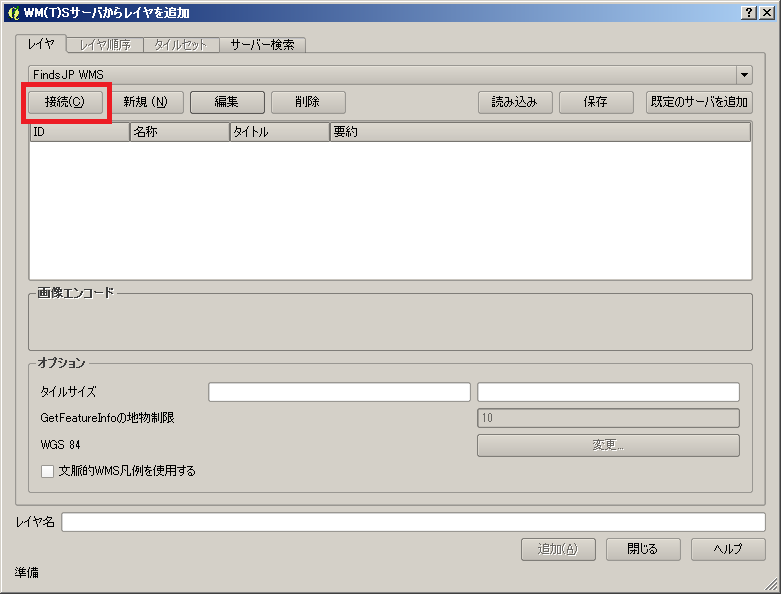 WM(T)Sサーバからレイヤを追加
レイヤ レイヤ順序 タイルセット サーバー検索
FindsJP WMS
接続(C) 新規 (N) 編集 削除 読み込み 保存 既定のサーバを追加
ID 名称 タイトル 要約
画像エンコード
オプション
タイルサイズ
GetFeatureInfoの地物制限 10
WGS 84 変更...
文脈的WMS凡例を使用する
レイヤ名
追加(A) 閉じる ヘルプ
準備